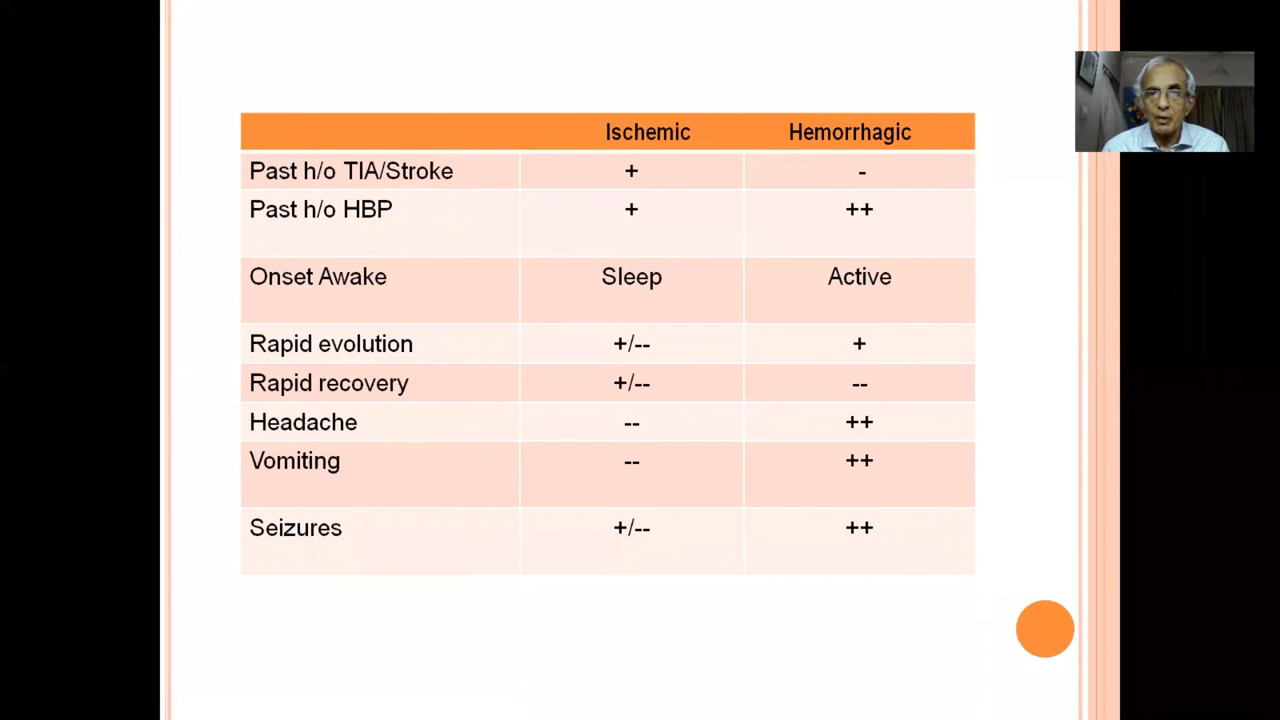 Ischemic Hemorrhagic
Past h/o TIA/Stroke + -
Past h/o HBP + ++
Onset Awake Sleep Active
Rapid evolution +/-- +
Rapid recovery +/-- --
Headache -- ++
Vomiting -- ++
Seizures +/-- ++